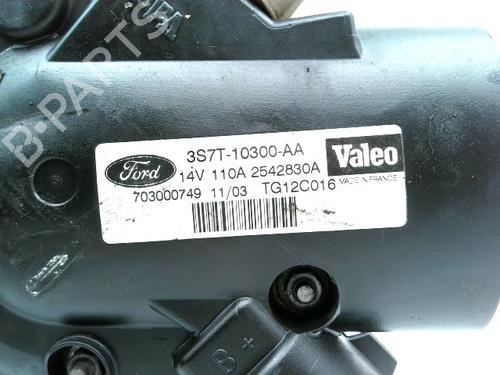 B-PARTS
Ford
3S7T-10300-AA
Valeo
14V 110A 2542830A
MADE IN FRANCE
703000749 11/03 TG12C016
B+